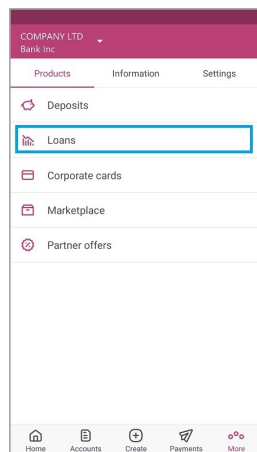 COMPANY LTD
Bank Inc
Products Information Settings
Deposits
Loans
Corporate cards
Marketplace
Partner offers
Home Accounts Create Payments More